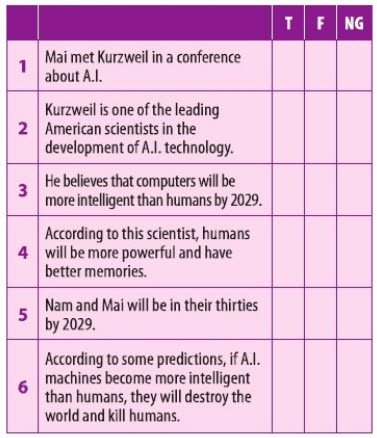 T F NG
1 Mai met Kurzweil in a conference
about A.I.
2 Kurzweil is one of the leading
American scientists in the
development of A.I. technology.
3 He believes that computers will be
more intelligent than humans by 2029.
4 According to this scientist, humans
will be more powerful and have
better memories.
5 Nam and Mai will be in their thirties
by 2029.
6 According to some predictions, if A.I.
machines become more intelligent
than humans, they will destroy the
world and kill humans.